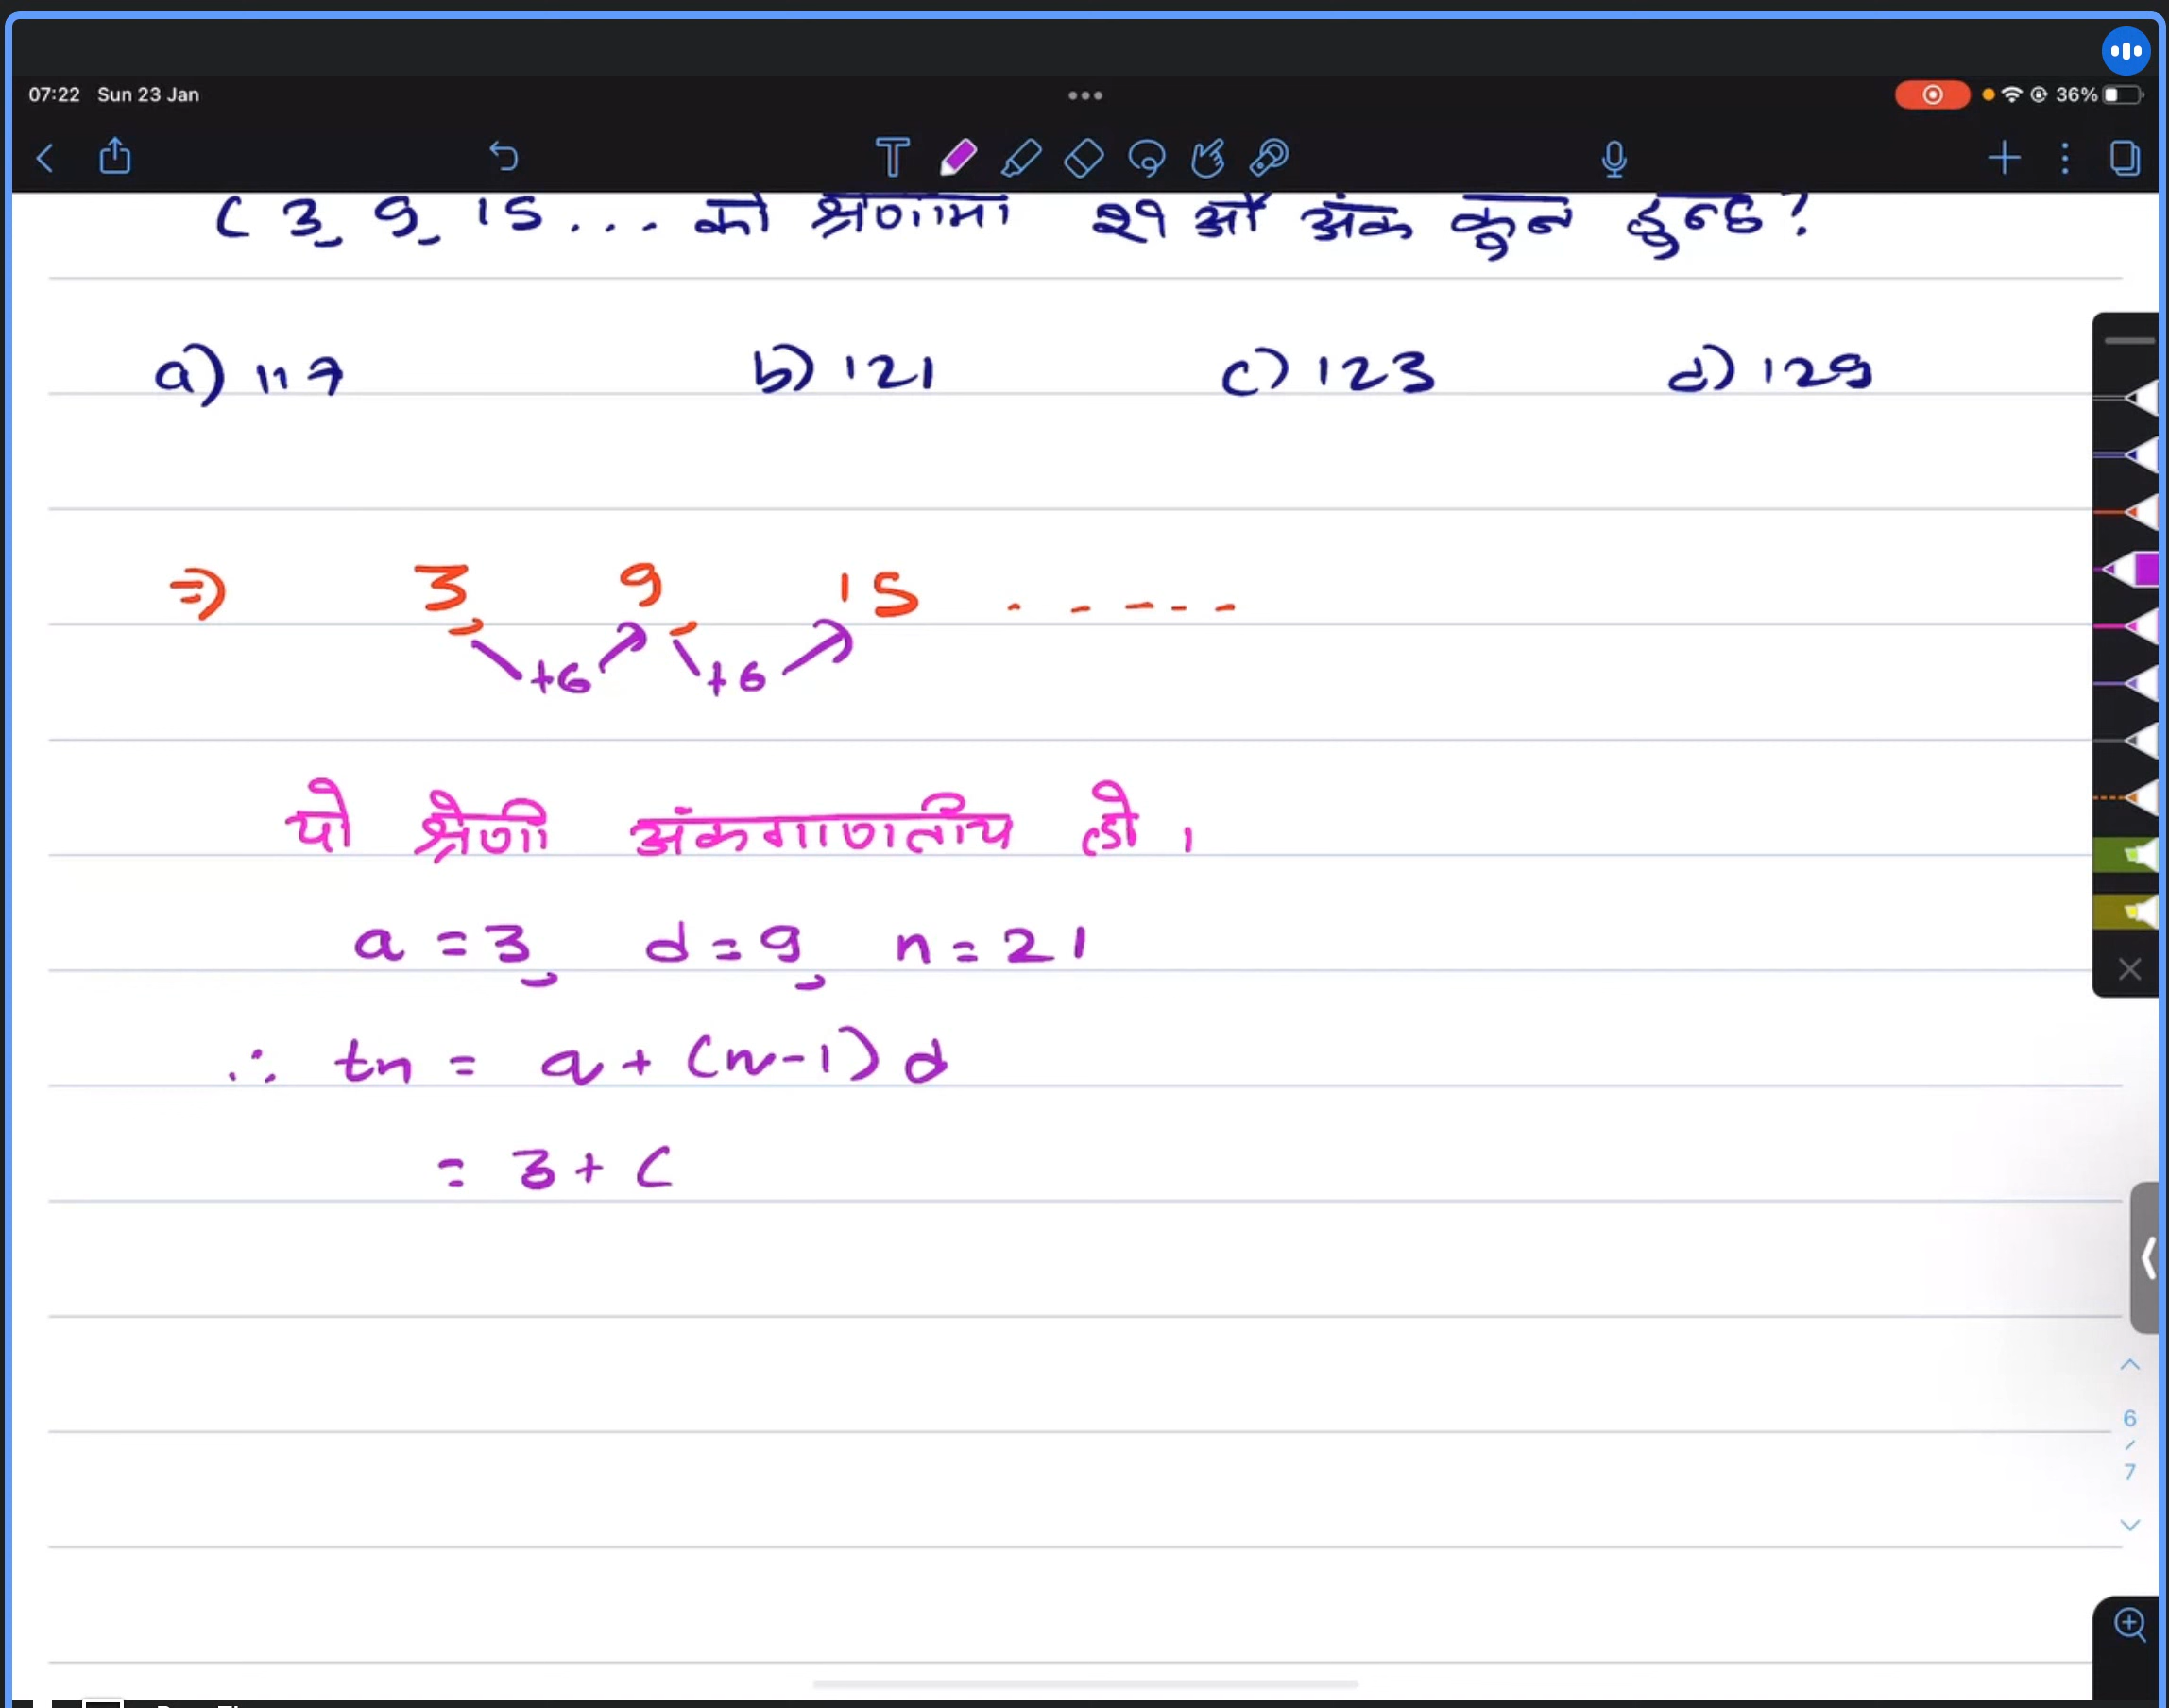 07:22 Sun 23 Jan
36%
( 3, 9, 15 ... को श्रेणीमा २१ औं अंक कुन हुन्छ?
a) 117 b) 121 c) 123 d) 129
⇒ 3, 9, 15 . - - - -
+6 +6
यो श्रेणी अंकगणितीय हो ।
a = 3, d = 9, n = 21
∴ tn = a + (n-1) d
= 3 + (
6
/
7